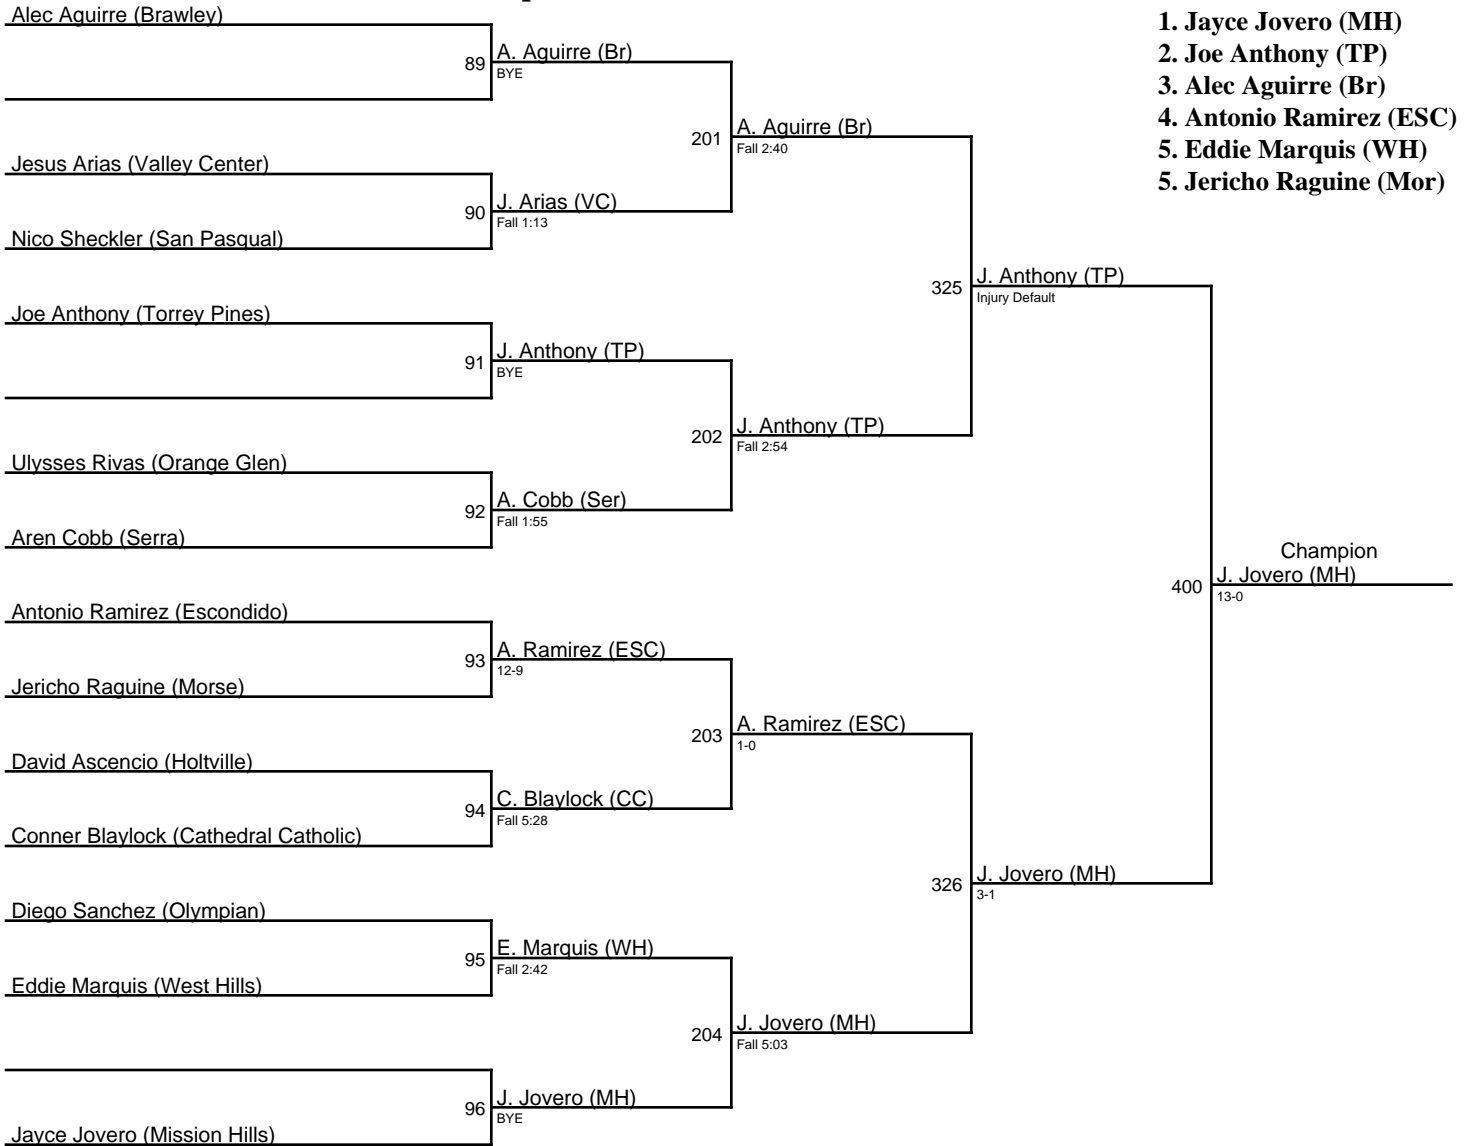 Alec Aguirre (Brawley)
89
A. Aguirre (Br)
BYE
201
A. Aguirre (Br)
Fall 2:40
Jesus Arias (Valley Center)
90
J. Arias (VC)
Fall 1:13
Nico Sheckler (San Pasqual)
325
J. Anthony (TP)
Injury Default
Joe Anthony (Torrey Pines)
91
J. Anthony (TP)
BYE
202
J. Anthony (TP)
Fall 2:54
Ulysses Rivas (Orange Glen)
92
A. Cobb (Ser)
Fall 1:55
Aren Cobb (Serra)
Champion
400
J. Jovero (MH)
13-0
Antonio Ramirez (Escondido)
93
A. Ramirez (ESC)
12-9
Jericho Raguine (Morse)
203
A. Ramirez (ESC)
1-0
David Ascencio (Holtville)
94
C. Blaylock (CC)
Fall 5:28
Conner Blaylock (Cathedral Catholic)
326
J. Jovero (MH)
3-1
Diego Sanchez (Olympian)
95
E. Marquis (WH)
Fall 2:42
Eddie Marquis (West Hills)
204
J. Jovero (MH)
Fall 5:03
96
J. Jovero (MH)
BYE
Jayce Jovero (Mission Hills)
1. Jayce Jovero (MH)
2. Joe Anthony (TP)
3. Alec Aguirre (Br)
4. Antonio Ramirez (ESC)
5. Eddie Marquis (WH)
5. Jericho Raguine (Mor)